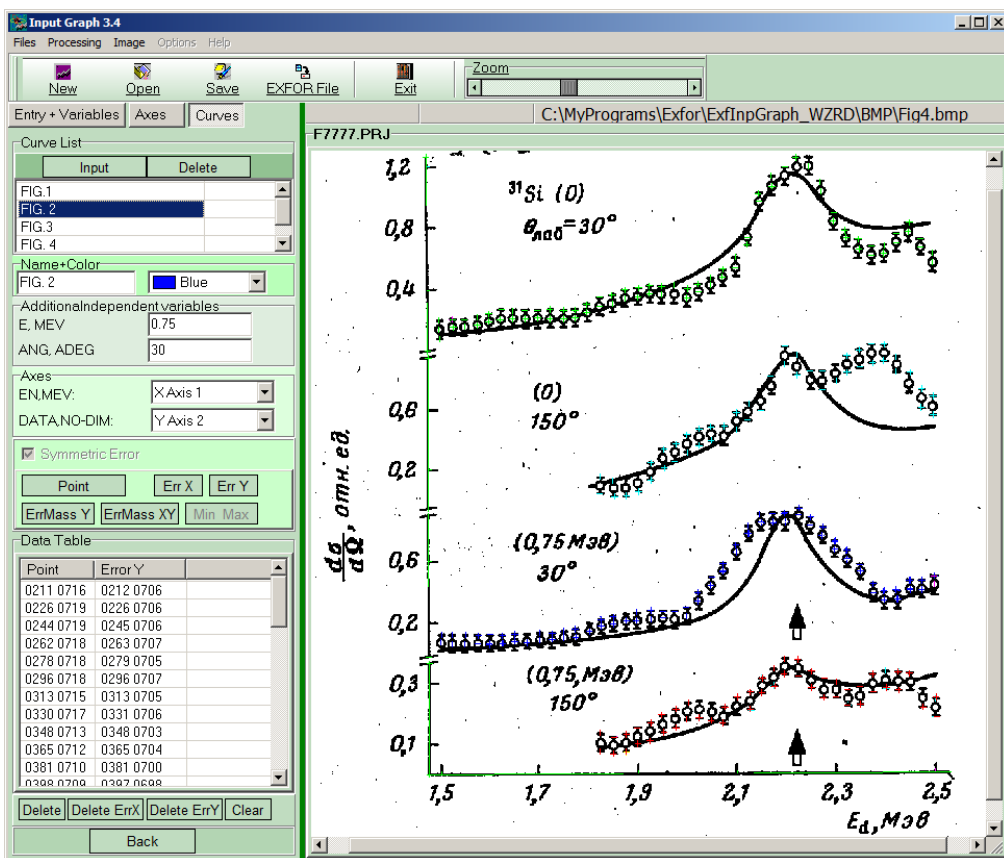 Input Graph 3.4
Files Processing Image Options Help
New Open Save EXFOR File Exit Zoom
Entry + Variables Axes Curves C:\MyPrograms\Exfor\ExfInpGraph_WZRD\BMP\Fig4.bmp
F7777.PRJ
Curve List
Input Delete
FIG.1
FIG. 2
FIG.3
FIG. 4
Name+Color
FIG. 2 Blue
AdditionaIndependent variables
E, MEV 0.75
ANG, ADEG 30
Axes
EN,MEV: X Axis 1
DATA,NO-DIM: Y Axis 2
Symmetric Error
Point Err X Err Y
ErrMass Y ErrMass XY Min Max
Data Table
Point Error Y
0211 0716 0212 0706
0226 0719 0226 0706
0244 0719 0245 0706
0262 0718 0263 0707
0278 0718 0279 0705
0296 0718 0296 0707
0313 0715 0313 0705
0330 0717 0331 0706
0348 0713 0348 0703
0365 0712 0365 0704
0381 0710 0381 0700
0398 0709 0397 0698
Delete Delete ErrX Delete ErrY Clear
Back
1,2
³¹Si (0)
0,8 θлаб=30°
0,4
(0)
0,6 150°
0,2
dσ/dΩ, отн. ед.
(0,75 Мэв)
0,6 30°
0,2
(0,75, Мэв)
0,3 150°
0,1
1,5 1,7 1,9 2,1 2,3 2,5
Ed, Мэв